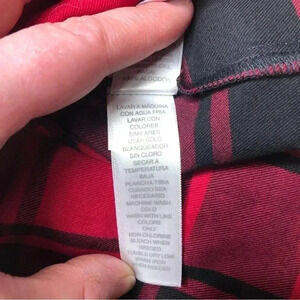 100% ALGODON
LAVAR A MAQUINA
CON AGUA FRIA
LAVAR CON
COLORES
SIMILARES
USAR SOLO
BLANQUEADOR
SIN CLORO
SECAR A
TEMPERATURA
BAJA
PLANCHA TIBIA
CUANDO SEA
NECESARIO
MACHINE WASH
COLD
WASH WITH LIKE
COLORS
ONLY
NON-CHLORINE
BLEACH WHEN
NEEDED
TUMBLE DRY LOW
WARM IRON